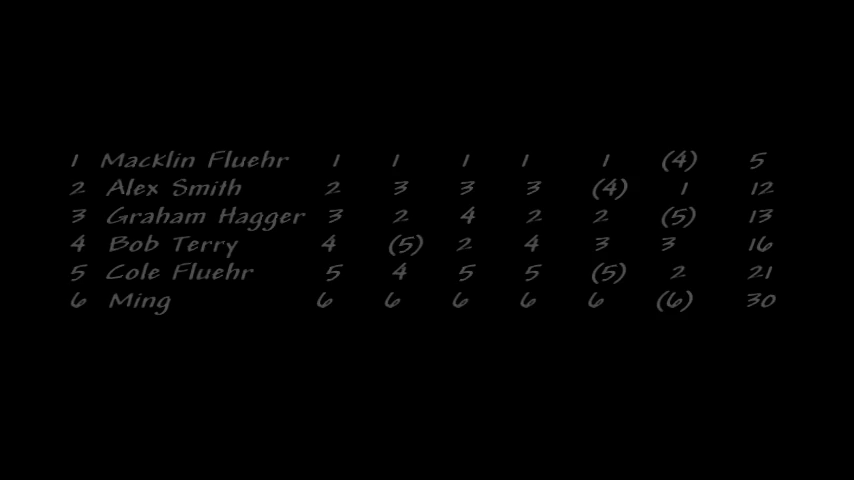 1 Macklin Fluehr 1 1 1 1 1 (4) 5
2 Alex Smith 2 3 3 3 (4) 1 12
3 Graham Hagger 3 2 4 2 2 (5) 13
4 Bob Terry 4 (5) 2 4 3 3 16
5 Cole Fluehr 5 4 5 5 (5) 2 21
6 Ming 6 6 6 6 6 (6) 30